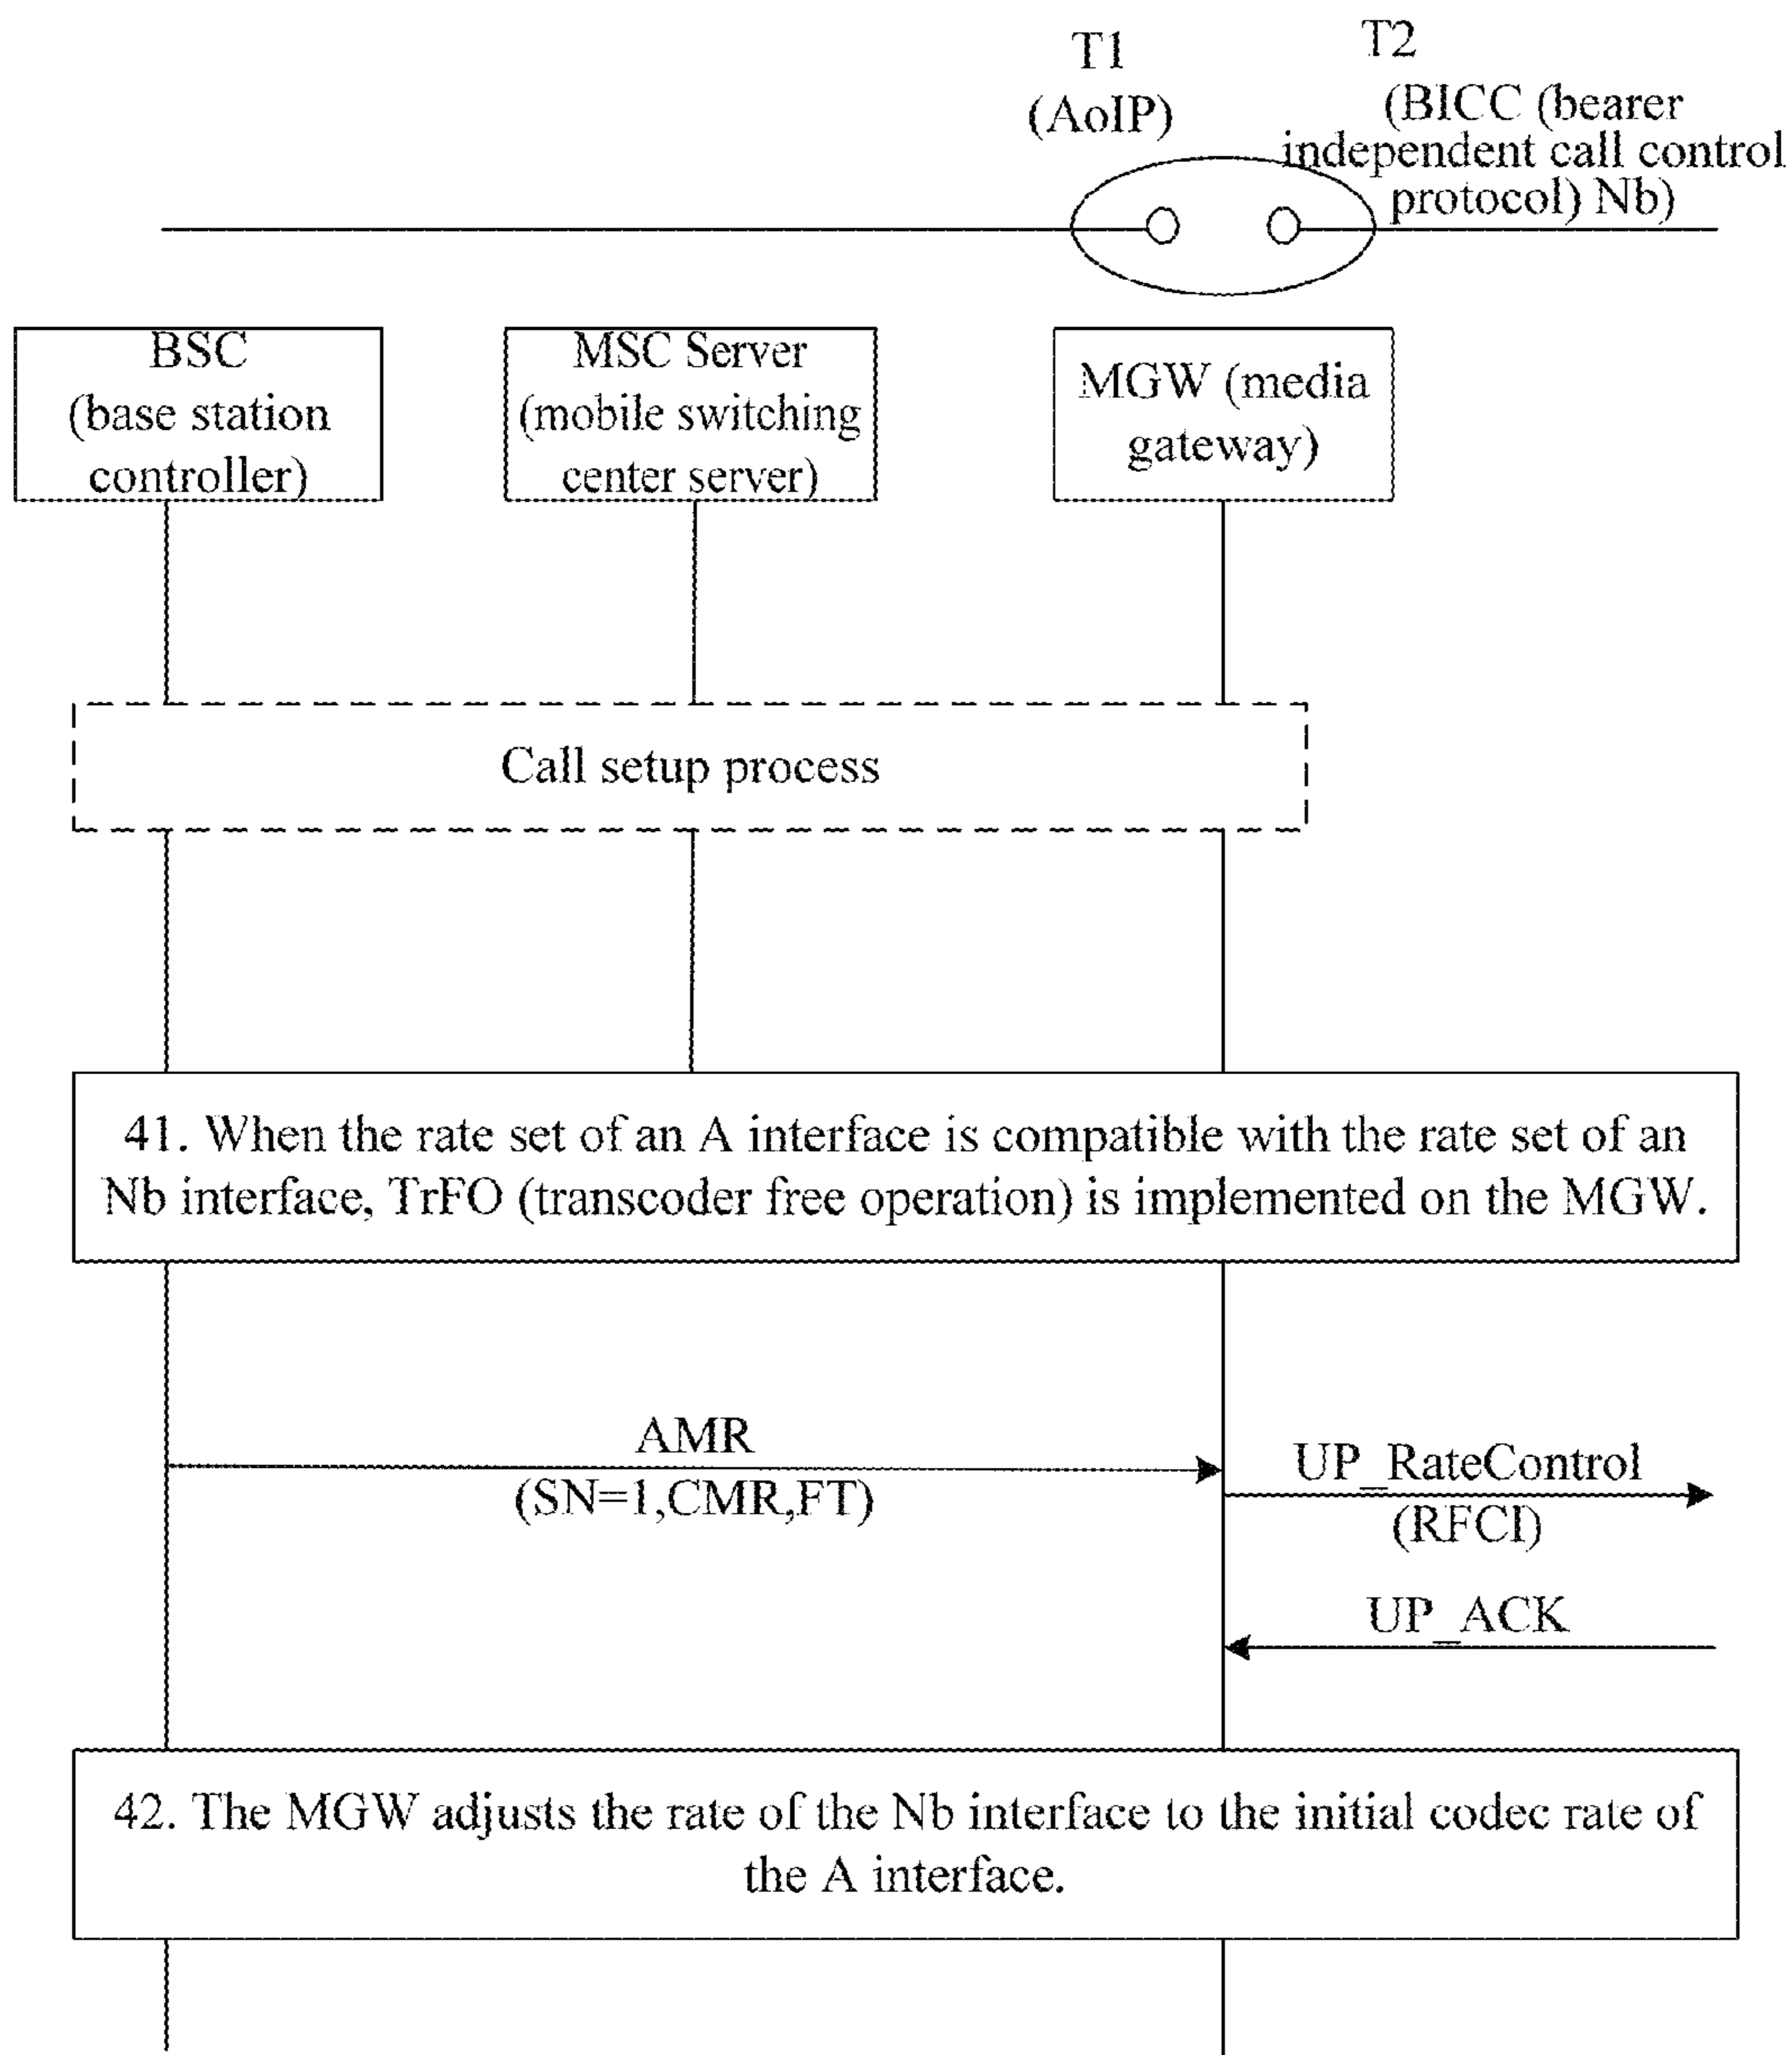 T1
(AoIP)
T2
(BICC (bearer
independent call control
protocol) Nb)
BSC
(base station
controller)
MSC Server
(mobile switching
center server)
MGW (media
gateway)
Call setup process
41. When the rate set of an A interface is compatible with the rate set of an
Nb interface, TrFO (transcoder free operation) is implemented on the MGW.
AMR
(SN=1,CMR,FT)
UP_RateControl
(RFCI)
UP_ACK
42. The MGW adjusts the rate of the Nb interface to the initial codec rate of
the A interface.